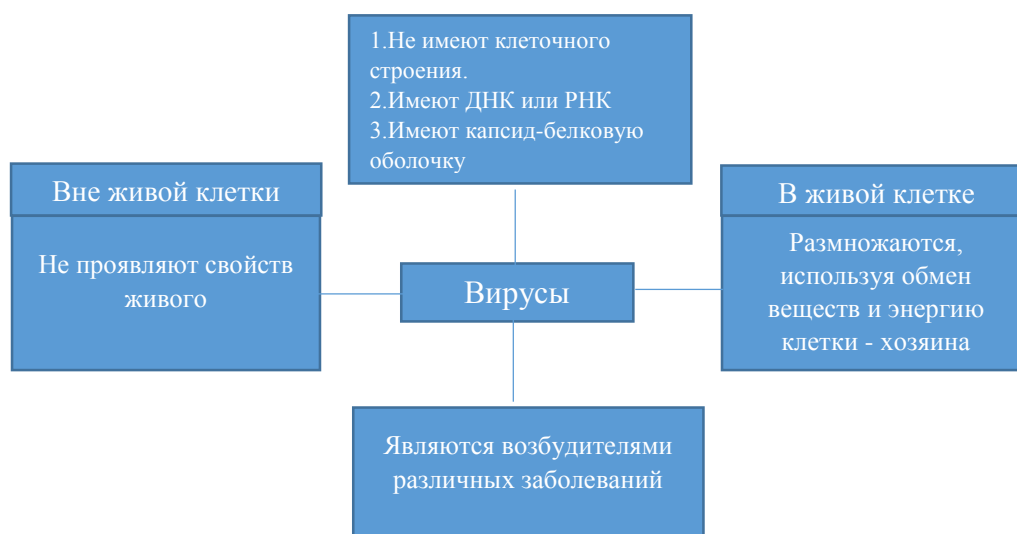 1.Не имеют клеточного
строения.
2.Имеют ДНК или РНК
3.Имеют капсид-белковую
оболочку
Вне живой клетки
Не проявляют свойств
живого
Вирусы
В живой клетке
Размножаются,
используя обмен
веществ и энергию
клетки - хозяина
Являются возбудителями
различных заболеваний